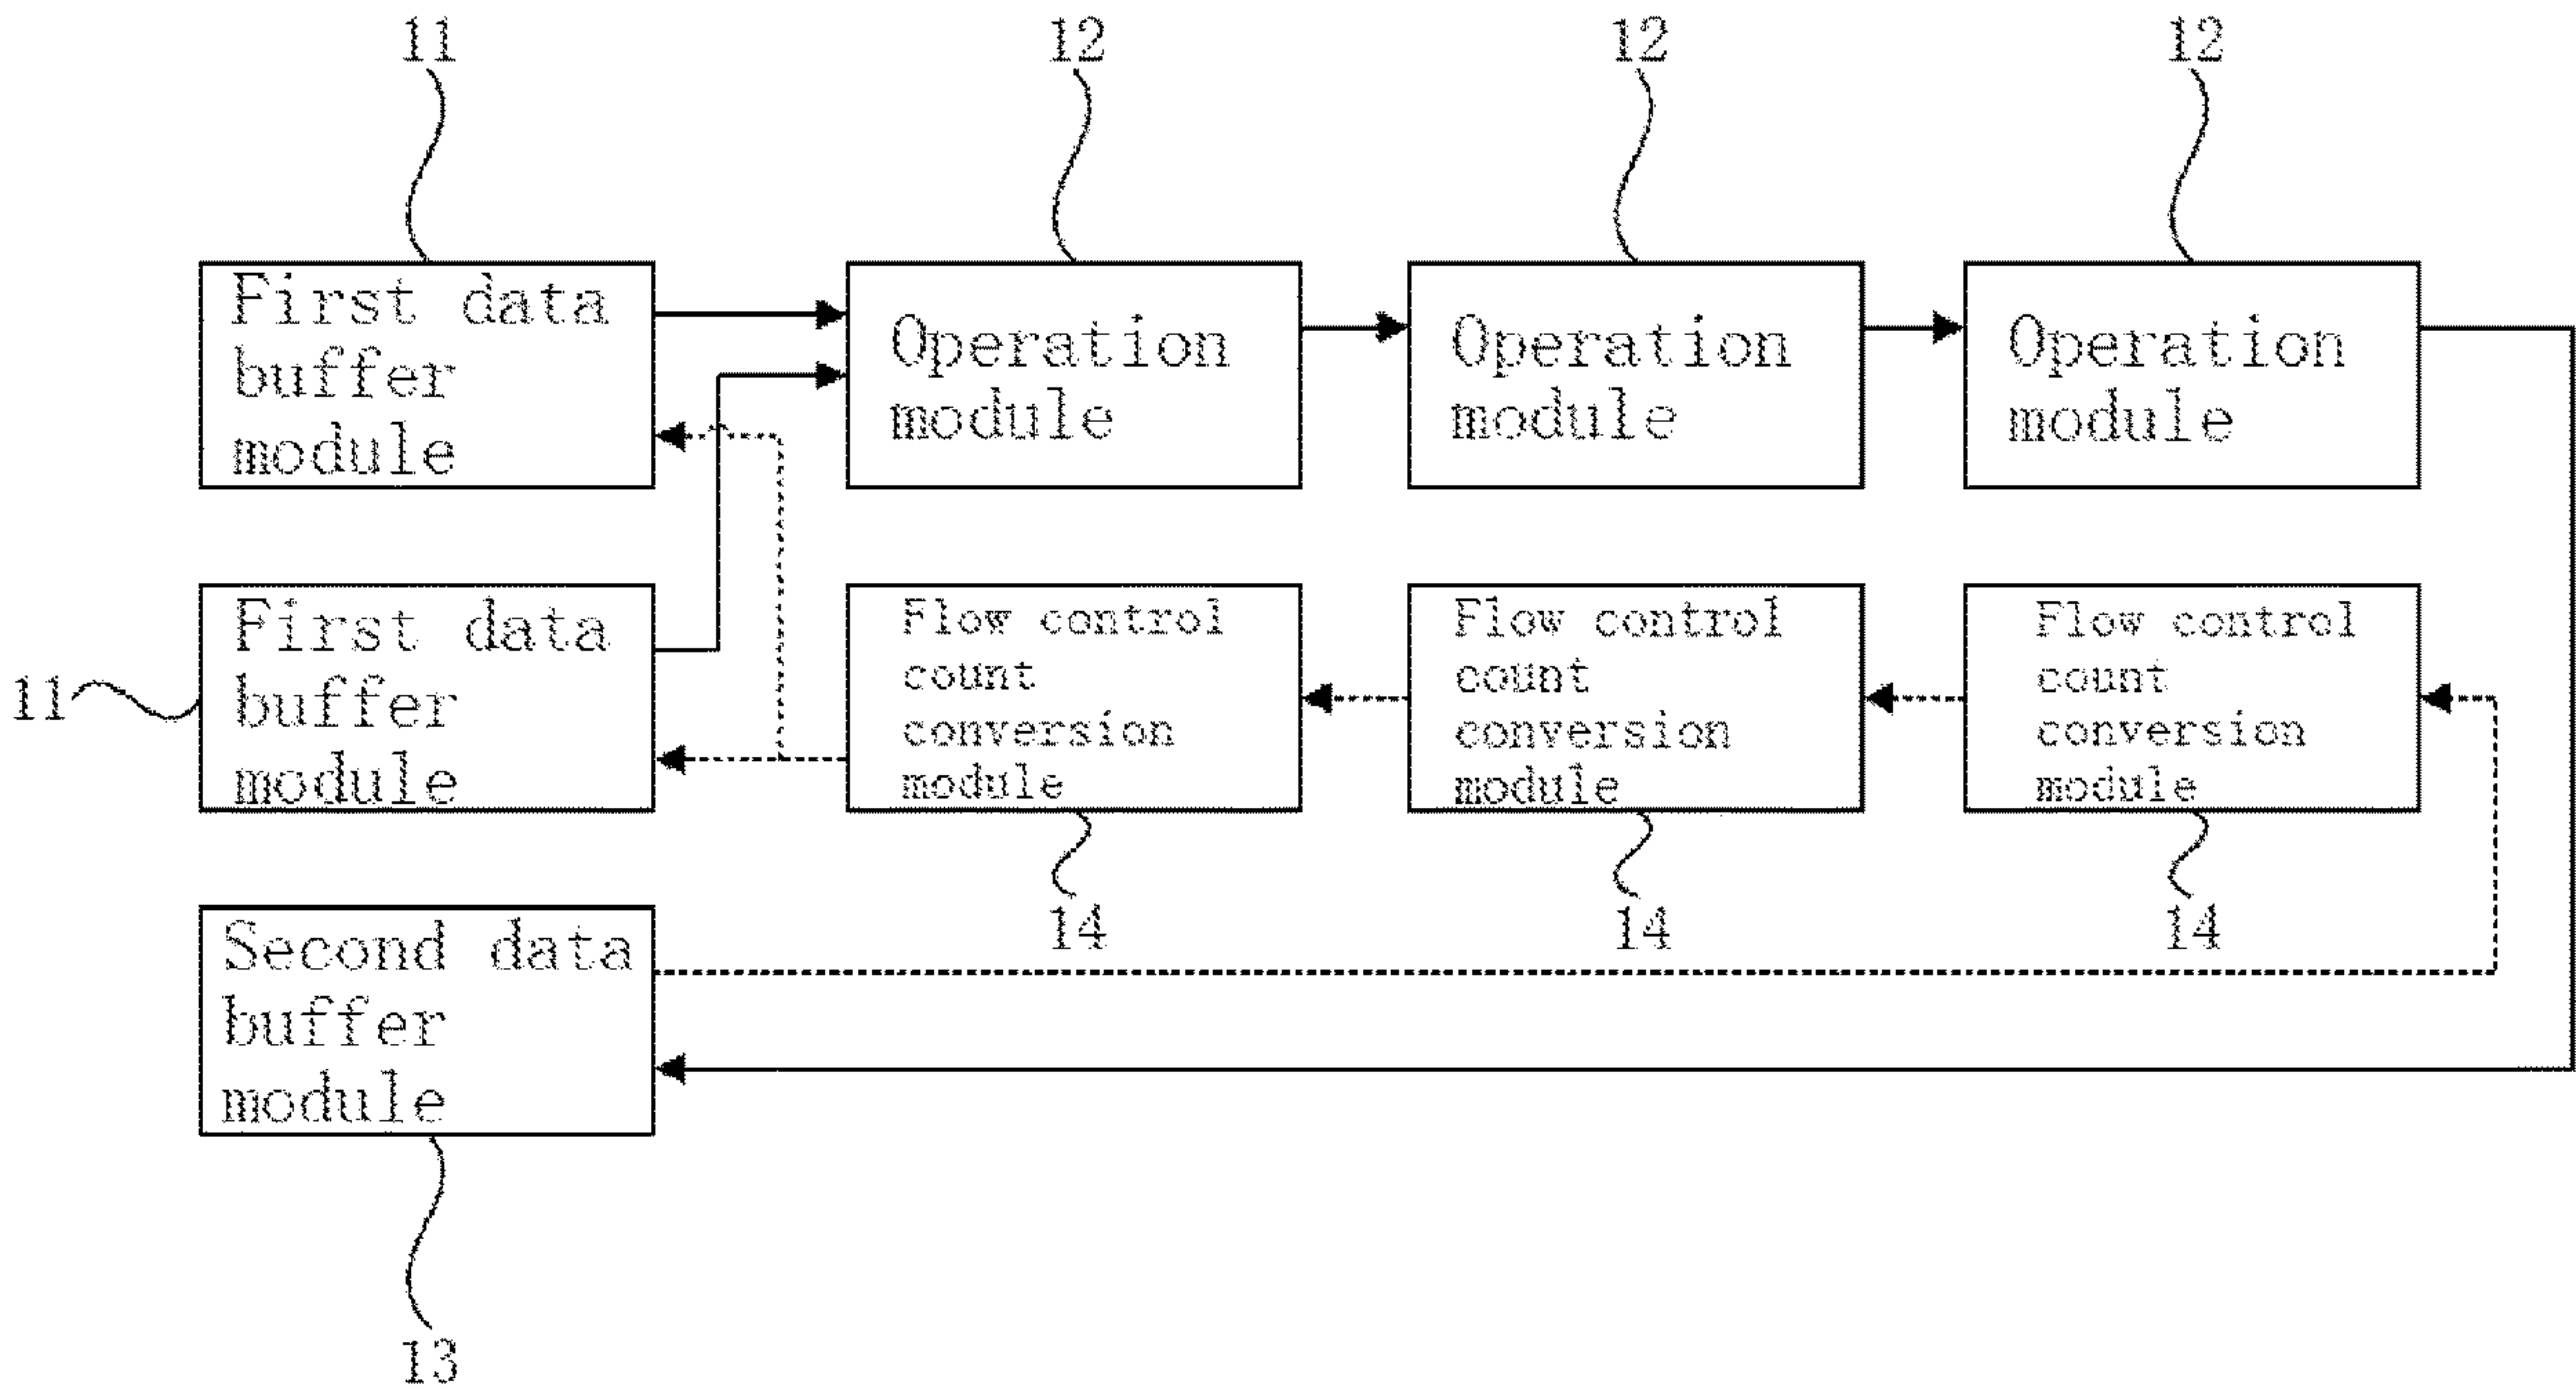 11
12
12
12
First data
buffer
module
Operation
module
Operation
module
Operation
module
11
First data
buffer
module
Flow control
count
conversion
module
Flow control
count
conversion
module
Flow control
count
conversion
module
14
14
14
Second data
buffer
module
13